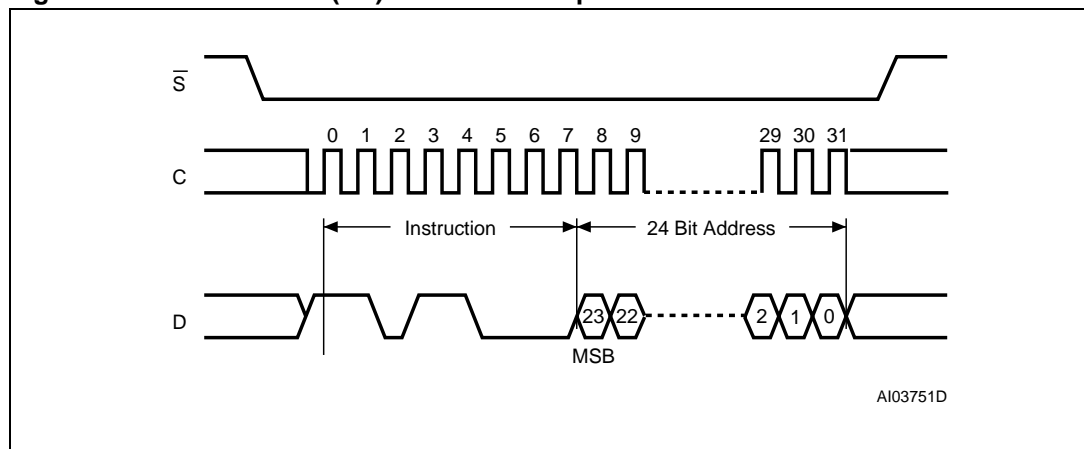 S
0 1 2 3 4 5 6 7 8 9 29 30 31
C
Instruction 24 Bit Address
D 23 22 2 1 0
MSB
AI03751D